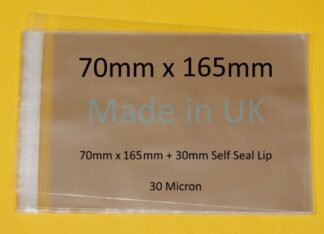 70mm x 165mm
Made in UK
70mm x 165mm + 30mm Self Seal Lip
30 Micron